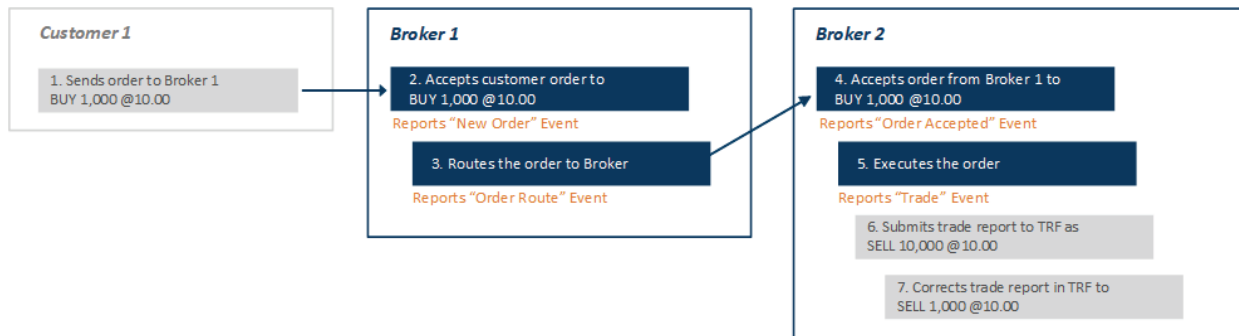 Customer 1
1. Sends order to Broker 1
BUY 1,000 @10.00
Broker 1
2. Accepts customer order to
BUY 1,000 @10.00
Reports “New Order” Event
3. Routes the order to Broker
Reports “Order Route” Event
Broker 2
4. Accepts order from Broker 1 to
BUY 1,000 @10.00
Reports “Order Accepted” Event
5. Executes the order
Reports “Trade” Event
6. Submits trade report to TRF as
SELL 10,000 @10.00
7. Corrects trade report in TRF to
SELL 1,000 @10.00